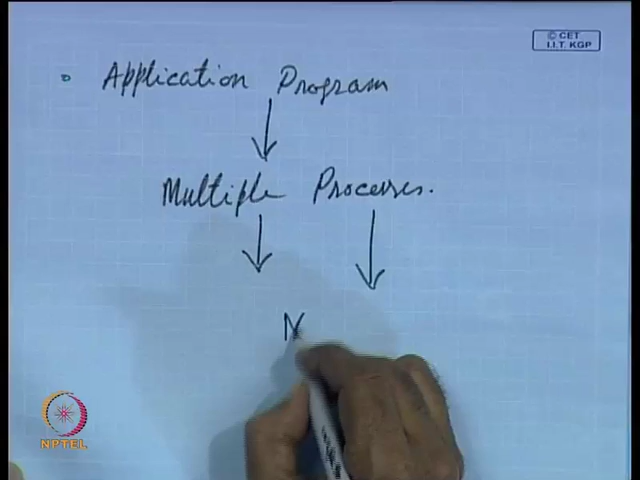 © CET
I.I.T. KGP
Application Program
Multiple Processes.
N
NPTEL